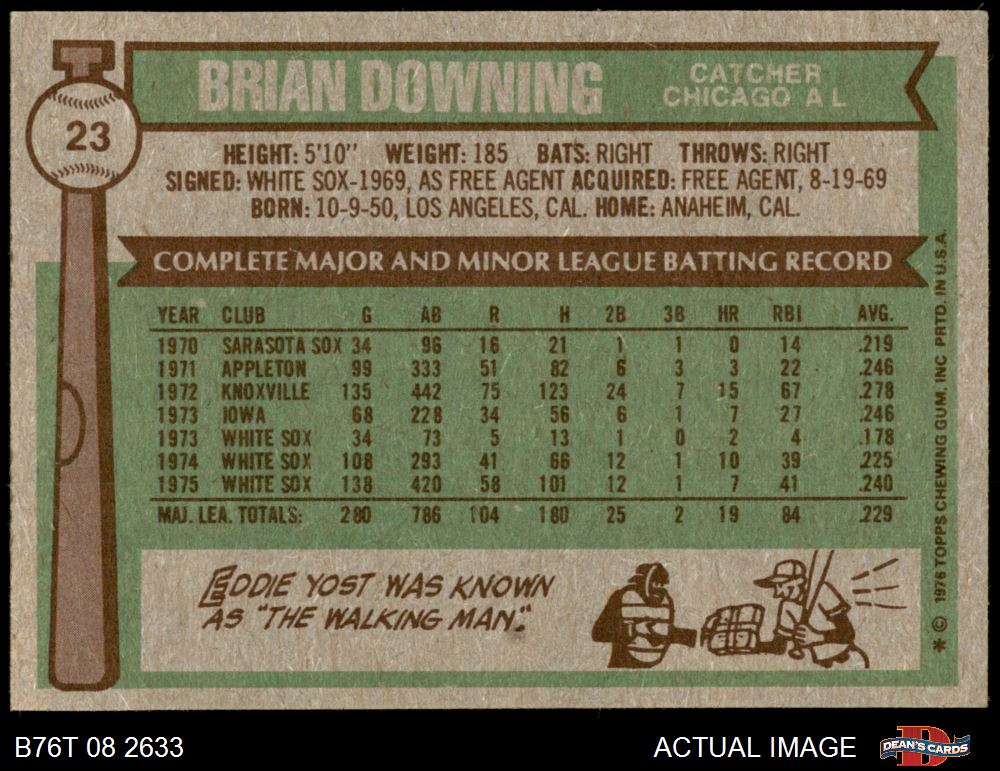 23
BRIAN DOWNING
CATCHER
CHICAGO A L
HEIGHT: 5'10" WEIGHT: 185 BATS: RIGHT THROWS: RIGHT
SIGNED: WHITE SOX-1969, AS FREE AGENT ACQUIRED: FREE AGENT, 8-19-69
BORN: 10-9-50, LOS ANGELES, CAL. HOME: ANAHEIM, CAL.
COMPLETE MAJOR AND MINOR LEAGUE BATTING RECORD
YEAR CLUB G AB R H 2B 3B HR RBI AVG.
1970 SARASOTA SOX 34 96 16 21 1 1 0 14 .219
1971 APPLETON 99 333 51 82 6 3 3 22 .246
1972 KNOXVILLE 135 442 75 123 24 7 15 67 .278
1973 IOWA 68 228 34 56 6 1 7 27 .246
1973 WHITE SOX 34 73 5 13 1 0 2 4 .178
1974 WHITE SOX 108 293 41 66 12 1 10 39 .225
1975 WHITE SOX 138 420 58 101 12 1 7 41 .240
MAJ. LEA. TOTALS: 280 786 104 180 25 2 19 84 .229
EDDIE YOST WAS KNOWN
AS "THE WALKING MAN."
* © 1976 TOPPS CHEWING GUM, INC PRTD. IN U.S.A.
B76T 08 2633
ACTUAL IMAGE
D
DEAN'S CARDS